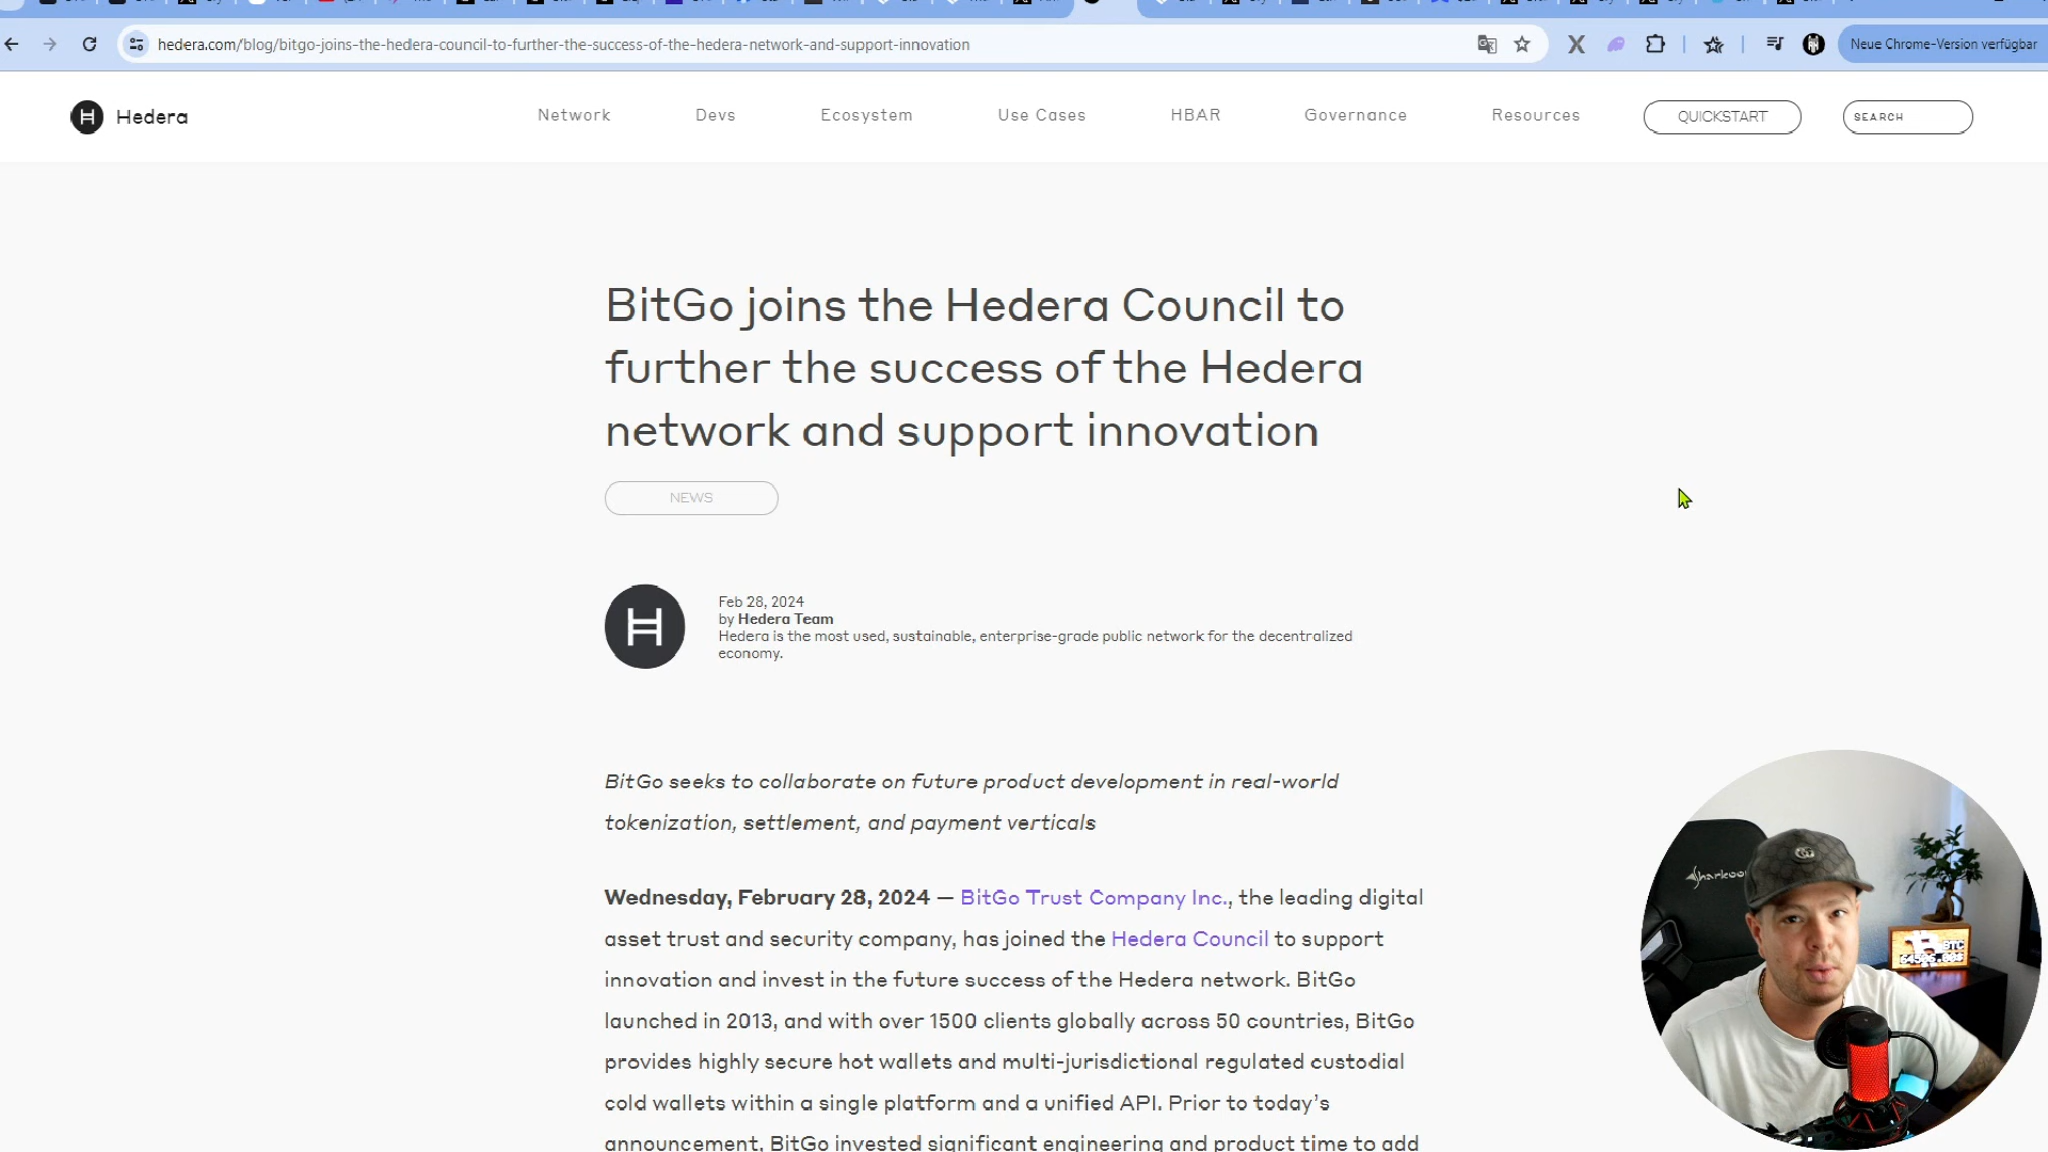 hedera.com/blog/bitgo-joins-the-hedera-council-to-further-the-success-of-the-hedera-network-and-support-innovation
Neue Chrome-Version verfügbar
Hedera
Network
Devs
Ecosystem
Use Cases
HBAR
Governance
Resources
QUICKSTART
SEARCH
BitGo joins the Hedera Council to
further the success of the Hedera
network and support innovation
NEWS
Feb 28, 2024
by Hedera Team
Hedera is the most used, sustainable, enterprise-grade public network for the decentralized
economy.
BitGo seeks to collaborate on future product development in real-world
tokenization, settlement, and payment verticals
Wednesday, February 28, 2024 — BitGo Trust Company Inc., the leading digital
asset trust and security company, has joined the Hedera Council to support
innovation and invest in the future success of the Hedera network. BitGo
launched in 2013, and with over 1500 clients globally across 50 countries, BitGo
provides highly secure hot wallets and multi-jurisdictional regulated custodial
cold wallets within a single platform and a unified API. Prior to today's
announcement, BitGo invested significant engineering and product time to add
BTC